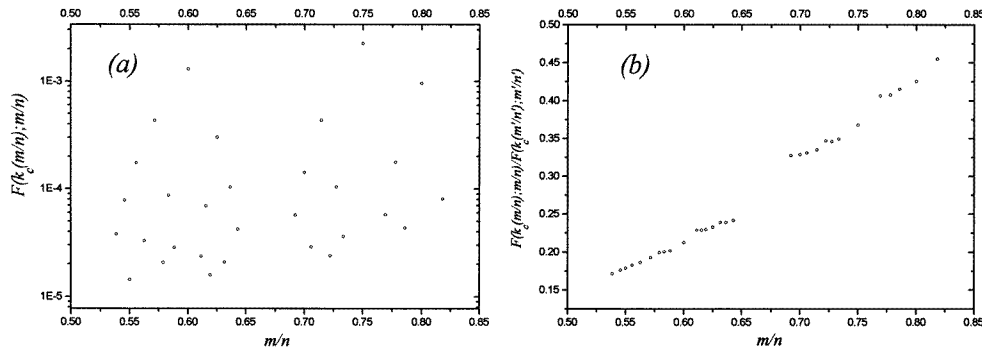 0.50 0.55 0.60 0.65 0.70 0.75 0.80 0.85
(a)
1E-3
1E-4
1E-5
F(k_c(m/n);m/n)
0.50 0.55 0.60 0.65 0.70 0.75 0.80 0.85
m/n
0.50 0.55 0.60 0.65 0.70 0.75 0.80 0.85
(b)
0.50
0.45
0.40
0.35
0.30
0.25
0.20
0.15
F(k_c(m/n);m/n)/F(k_c(m'/n');m'/n')
0.50 0.55 0.60 0.65 0.70 0.75 0.80 0.85
m/n